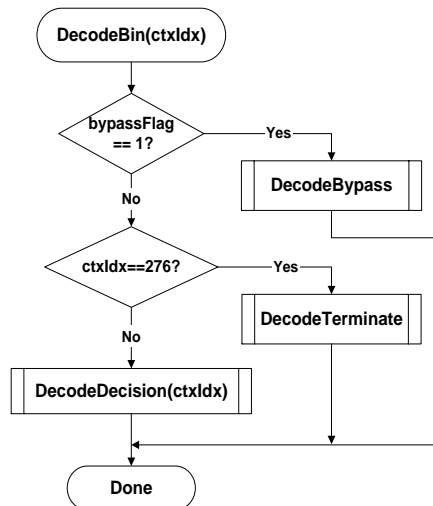 DecodeBin(ctxIdx)
bypassFlag
== 1?
Yes
DecodeBypass
No
ctxIdx==276?
Yes
DecodeTerminate
No
DecodeDecision(ctxIdx)
Done